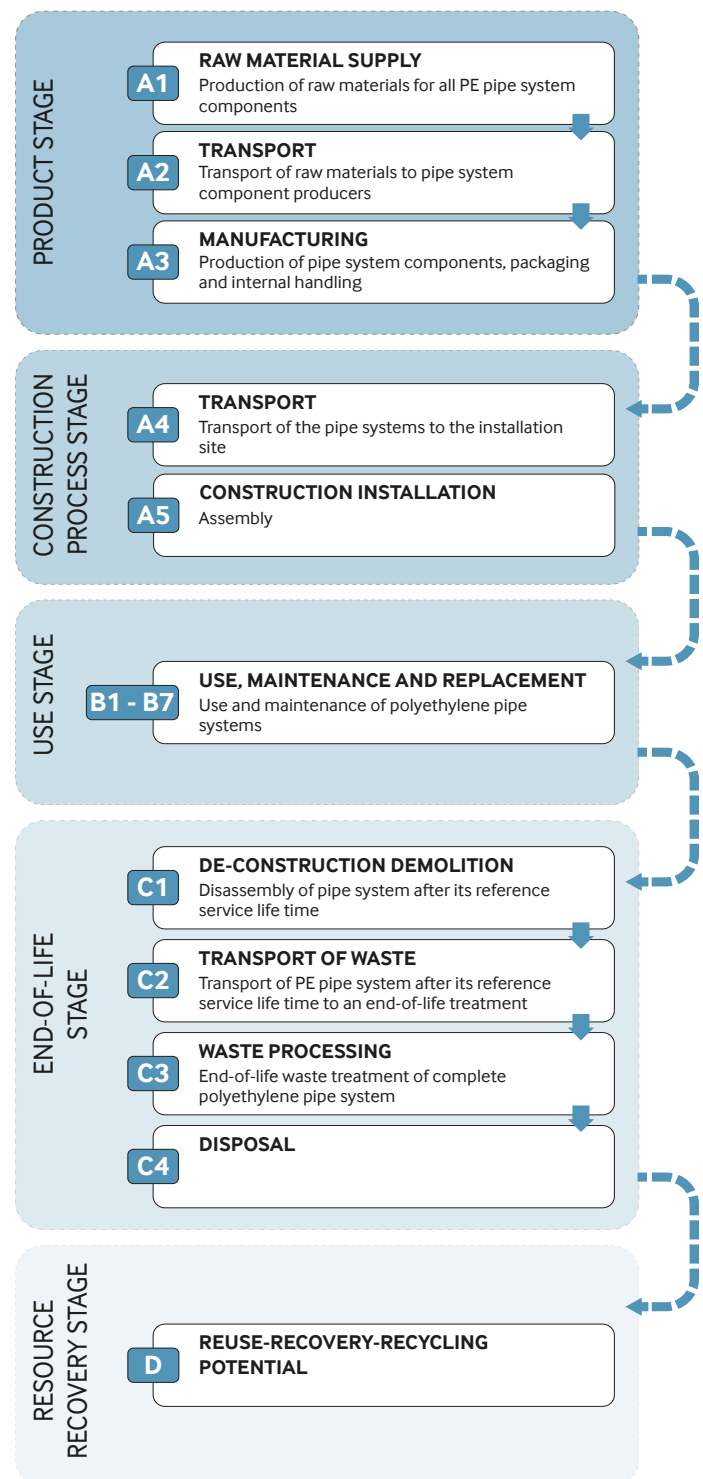 PRODUCT STAGE
A1
RAW MATERIAL SUPPLY
Production of raw materials for all PE pipe system
components
A2
TRANSPORT
Transport of raw materials to pipe system
component producers
A3
MANUFACTURING
Production of pipe system components, packaging
and internal handling
CONSTRUCTION
PROCESS STAGE
A4
TRANSPORT
Transport of the pipe systems to the installation
site
A5
CONSTRUCTION INSTALLATION
Assembly
USE STAGE
B1 - B7
USE, MAINTENANCE AND REPLACEMENT
Use and maintenance of polyethylene pipe
systems
END-OF-LIFE
STAGE
C1
DE-CONSTRUCTION DEMOLITION
Disassembly of pipe system after its reference
service life time
C2
TRANSPORT OF WASTE
Transport of PE pipe system after its reference
service life time to an end-of-life treatment
C3
WASTE PROCESSING
End-of-life waste treatment of complete
polyethylene pipe system
C4
DISPOSAL
RESOURCE
RECOVERY STAGE
D
REUSE-RECOVERY-RECYCLING
POTENTIAL